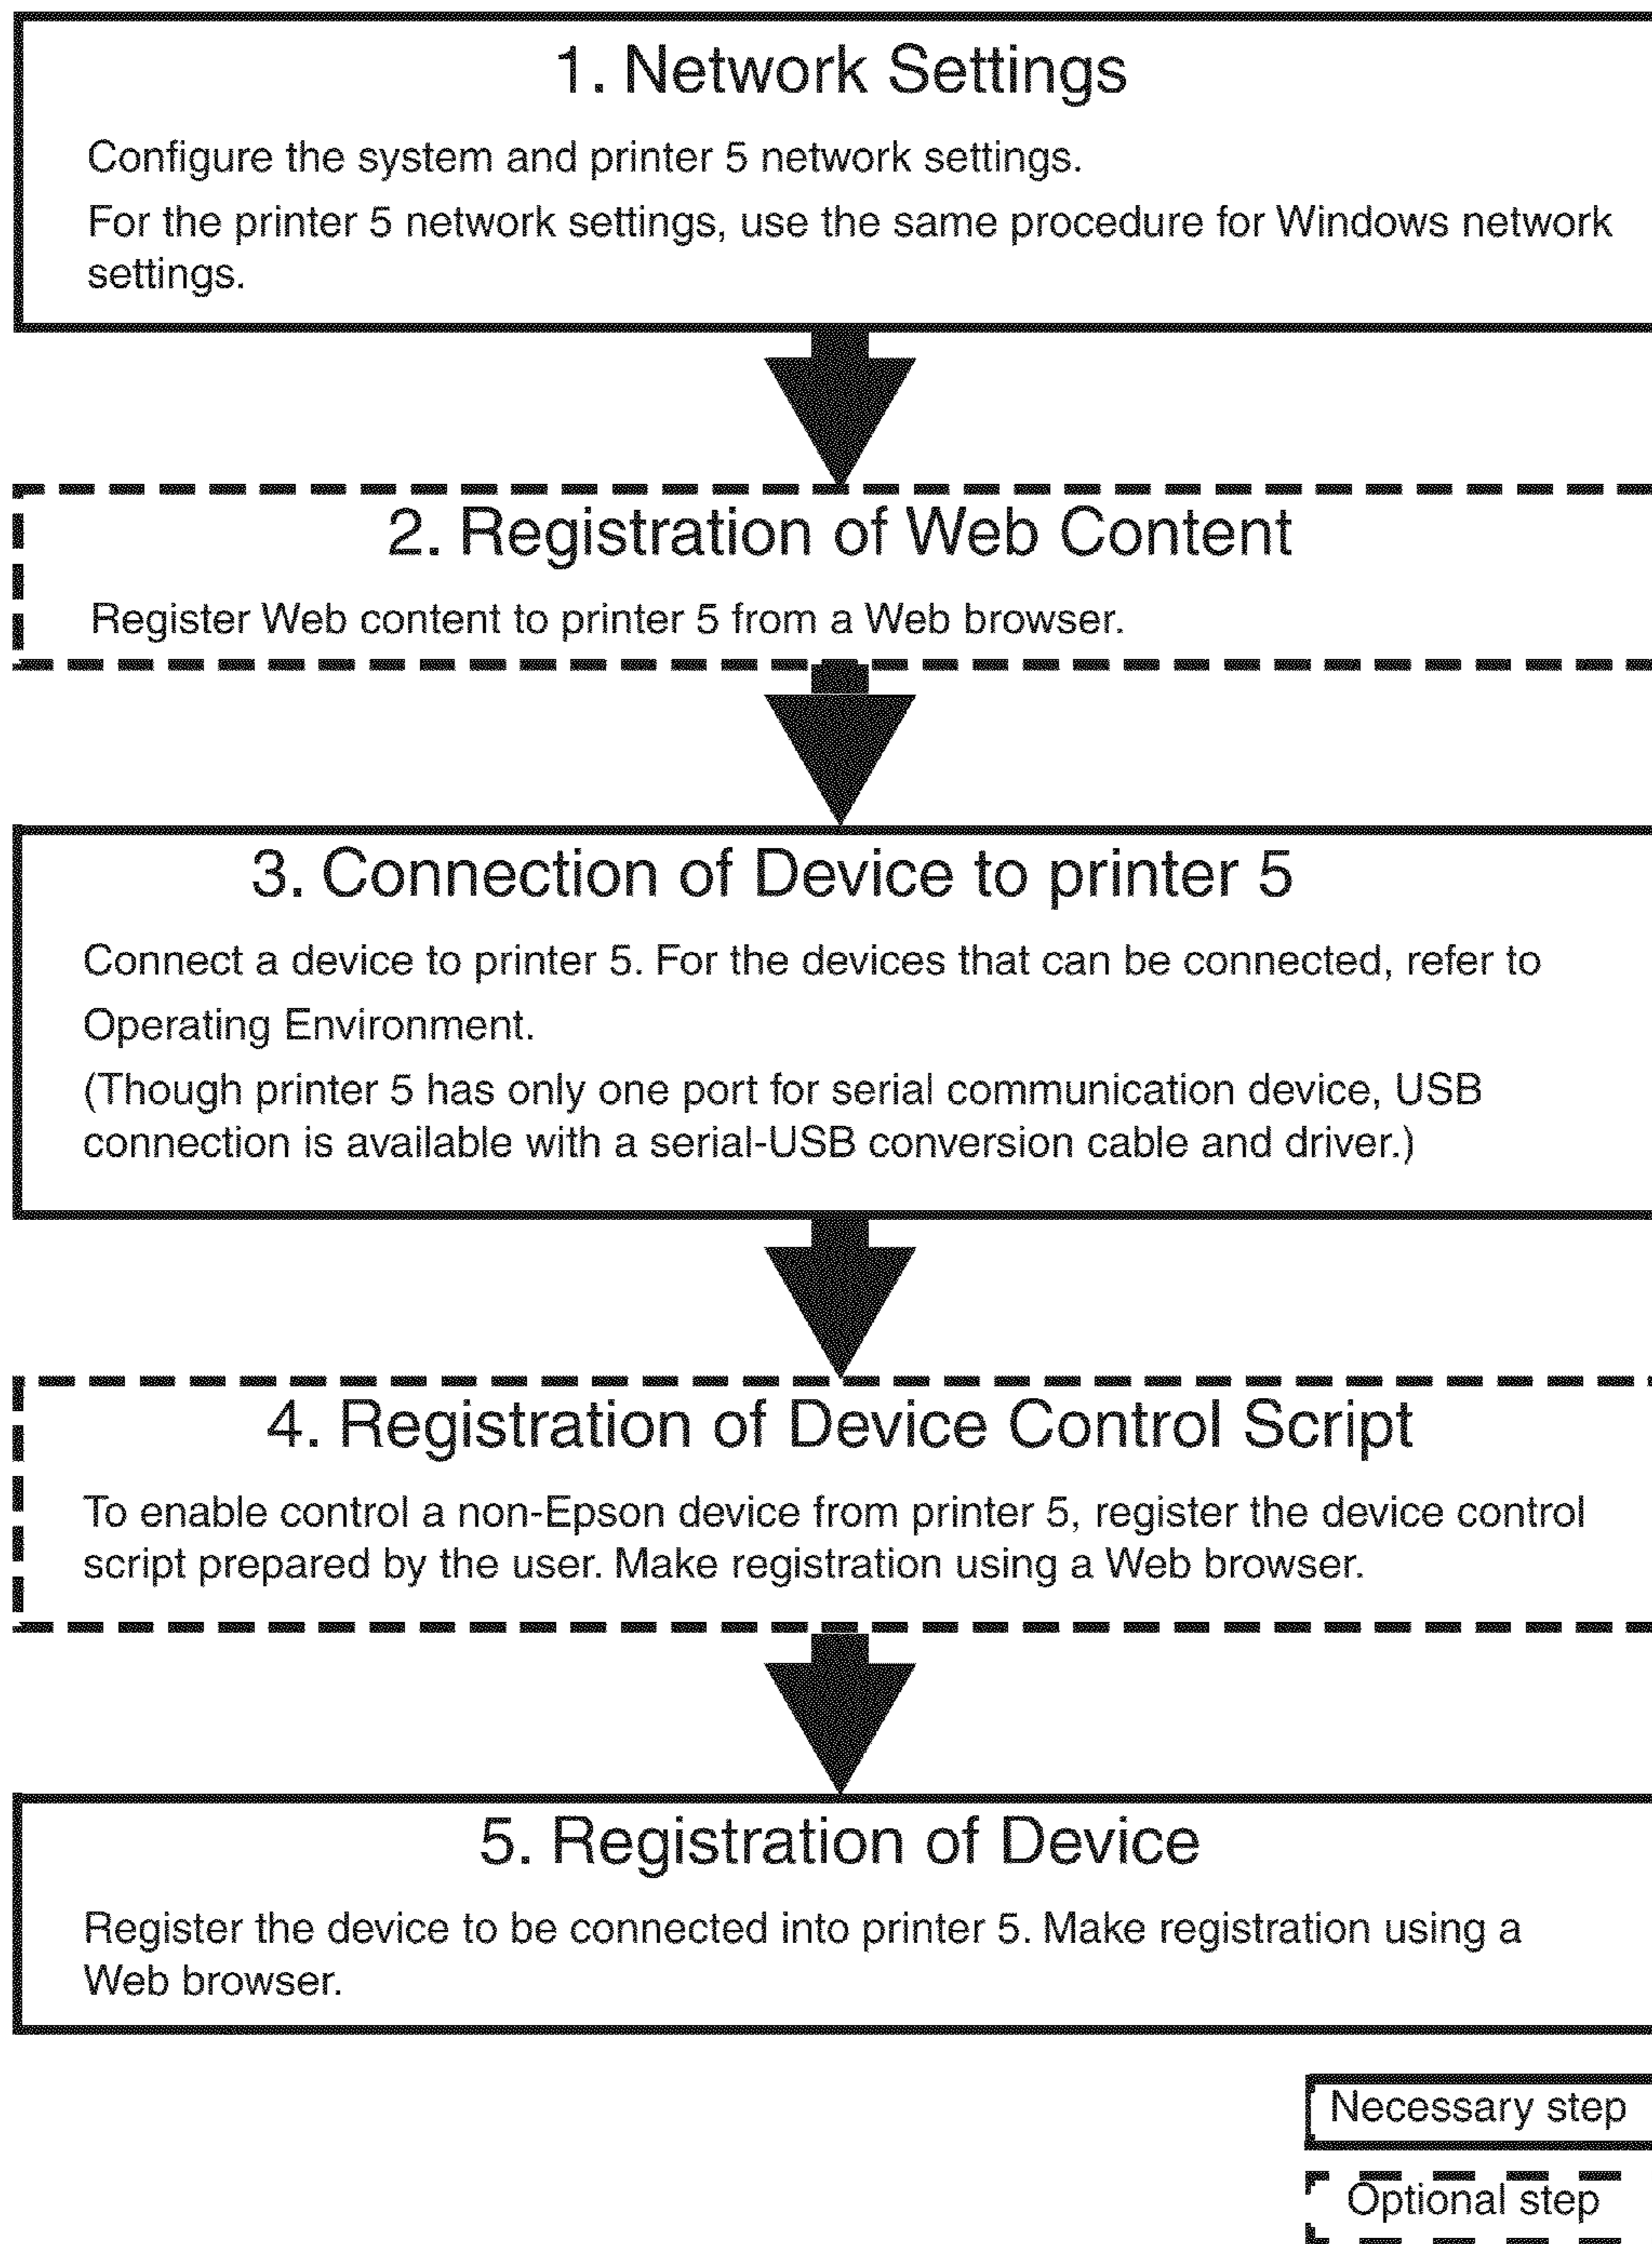 1. Network Settings
Configure the system and printer 5 network settings.
For the printer 5 network settings, use the same procedure for Windows network
settings.
2. Registration of Web Content
Register Web content to printer 5 from a Web browser.
3. Connection of Device to printer 5
Connect a device to printer 5. For the devices that can be connected, refer to
Operating Environment.
(Though printer 5 has only one port for serial communication device, USB
connection is available with a serial-USB conversion cable and driver.)
4. Registration of Device Control Script
To enable control a non-Epson device from printer 5, register the device control
script prepared by the user. Make registration using a Web browser.
5. Registration of Device
Register the device to be connected into printer 5. Make registration using a
Web browser.
Necessary step
Optional step